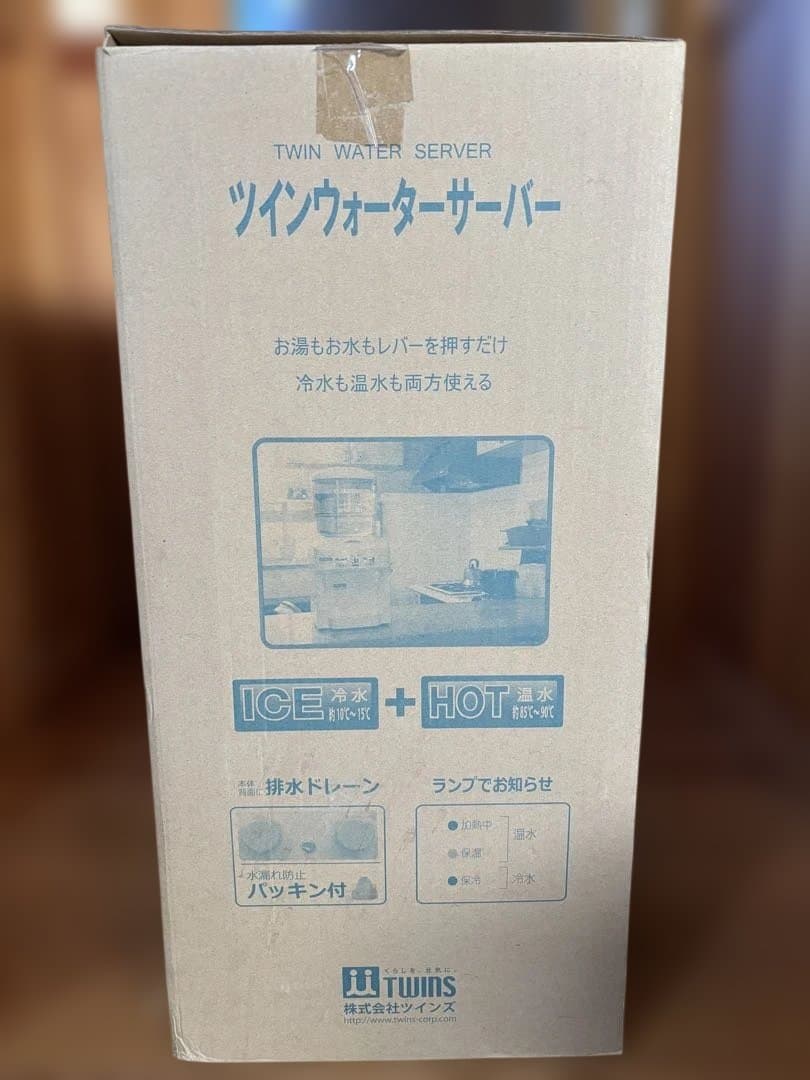 TWIN WATER SERVER
ツインウォーターサーバー
お湯もお水もレバーを押すだけ
冷水も温水も両方使える
ICE 冷水 約10℃～15℃
+
HOT 温水 約85℃～90℃
本体背面に 排水ドレーン
水漏れ防止
パッキン付
ランプでお知らせ
加熱中
保温
温水
保冷
冷水
くらしを、元気に。
TWINS
株式会社ツインズ
http://www.twins-corp.com